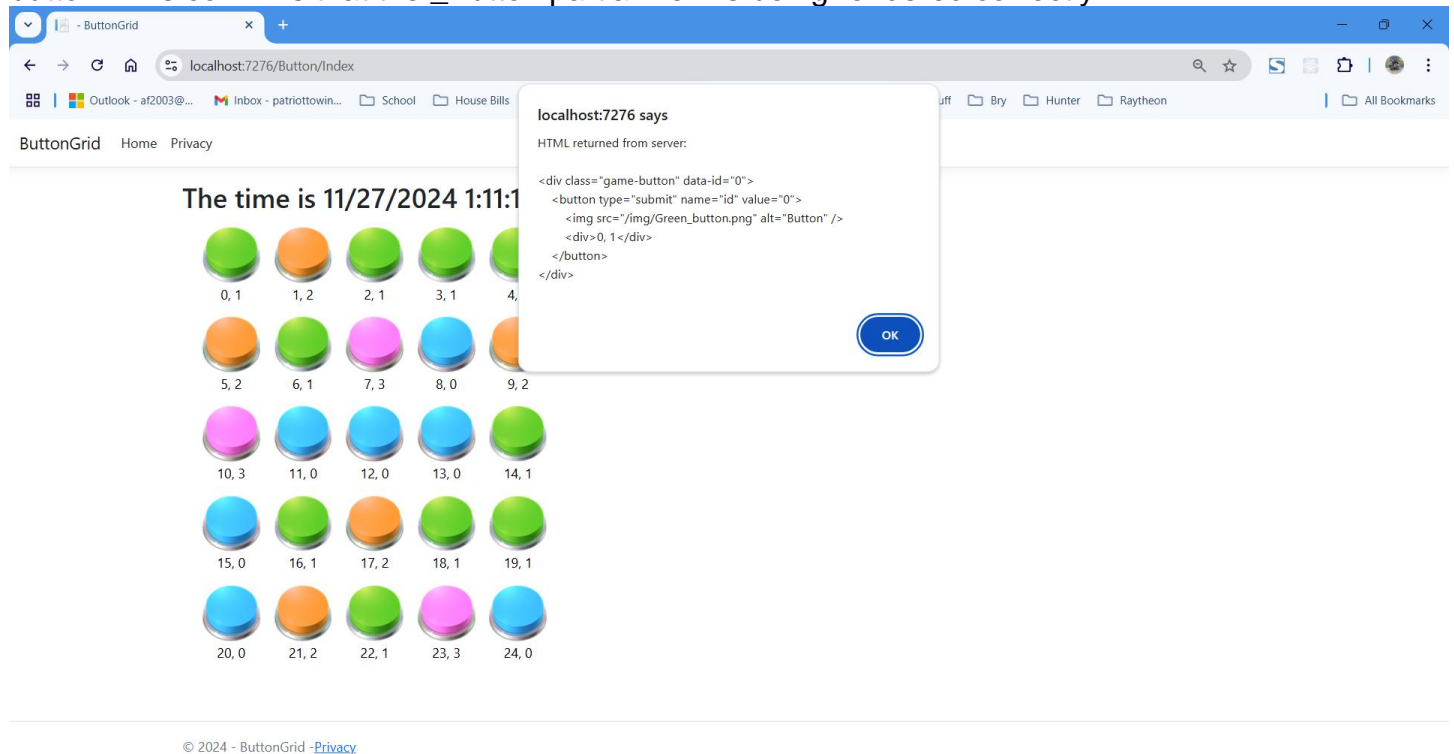 - ButtonGrid
localhost:7276/Button/Index
Outlook - af2003@... Inbox - patriottowin... School House Bills Bry Hunter Raytheon All Bookmarks
localhost:7276 says
ButtonGrid Home Privacy
HTML returned from server:
<div class="game-button" data-id="0">
<button type="submit" name="id" value="0">
<img src="/img/Green_button.png" alt="Button" />
<div>0, 1</div>
</button>
</div>
OK
The time is 11/27/2024 1:11:1
0, 1 1, 2 2, 1 3, 1 4,
5, 2 6, 1 7, 3 8, 0 9, 2
10, 3 11, 0 12, 0 13, 0 14, 1
15, 0 16, 1 17, 2 18, 1 19, 1
20, 0 21, 2 22, 1 23, 3 24, 0
© 2024 - ButtonGrid -Privacy